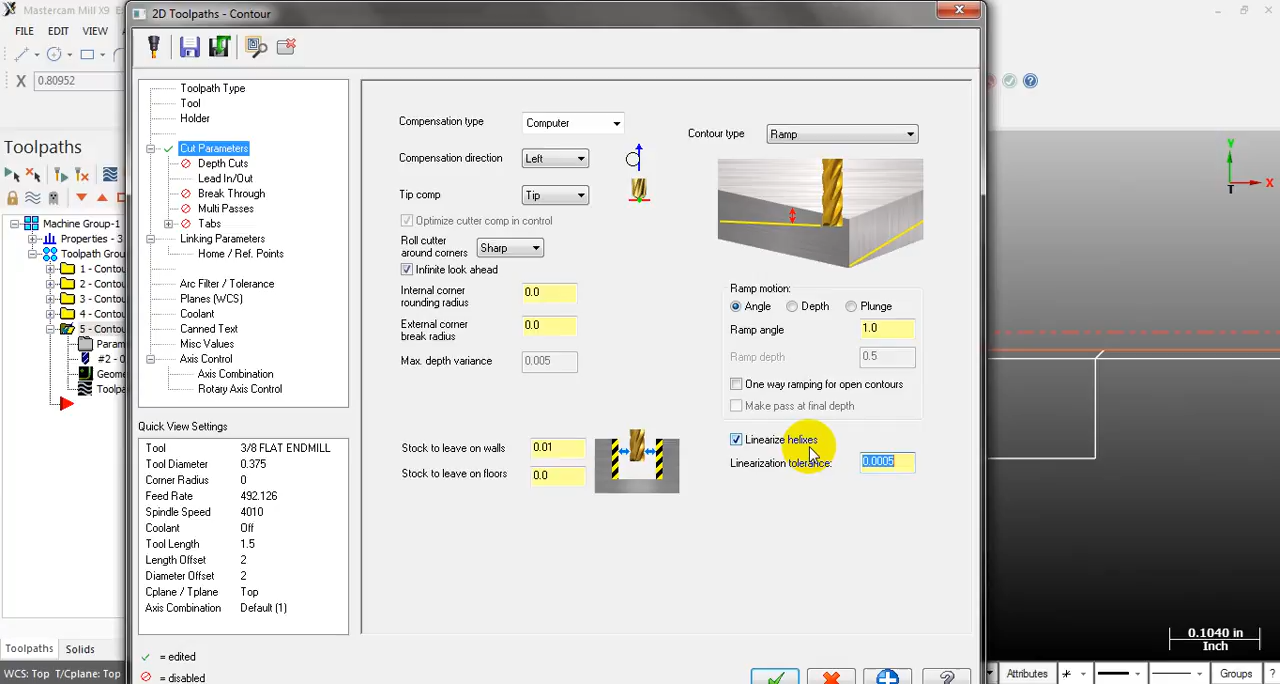 Mastercam Mill X9
2D Toolpaths - Contour
FILE EDIT VIEW
X 0.80952
Toolpaths
Machine Group-1
Properties - 3
Toolpath Grou
1 - Contou
2 - Contou
3 - Contou
4 - Contou
5 - Contou
Param
#2 - 0
Geome
Toolpa
Toolpath Type
Tool
Holder
Cut Parameters
Depth Cuts
Lead In/Out
Break Through
Multi Passes
Tabs
Linking Parameters
Home / Ref. Points
Arc Filter / Tolerance
Planes (WCS)
Coolant
Canned Text
Misc Values
Axis Control
Axis Combination
Rotary Axis Control
Quick View Settings
Tool 3/8 FLAT ENDMILL
Tool Diameter 0.375
Corner Radius 0
Feed Rate 492.126
Spindle Speed 4010
Coolant Off
Tool Length 1.5
Length Offset 2
Diameter Offset 2
Cplane / Tplane Top
Axis Combination Default (1)
= edited
= disabled
Compensation type Computer
Compensation direction Left
Tip comp Tip
Optimize cutter comp in control
Roll cutter
around corners Sharp
Infinite look ahead
Internal corner
rounding radius 0.0
External corner
break radius 0.0
Max. depth variance 0.005
Stock to leave on walls 0.01
Stock to leave on floors 0.0
Contour type Ramp
Ramp motion:
Angle Depth Plunge
Ramp angle 1.0
Ramp depth 0.5
One way ramping for open contours
Make pass at final depth
Linearize helixes
Linearization tolerance: 0.0005
Y
X
T
0.1040 in
Inch
Toolpaths Solids
WCS: Top T/Cplane: Top
Attributes
Groups
?